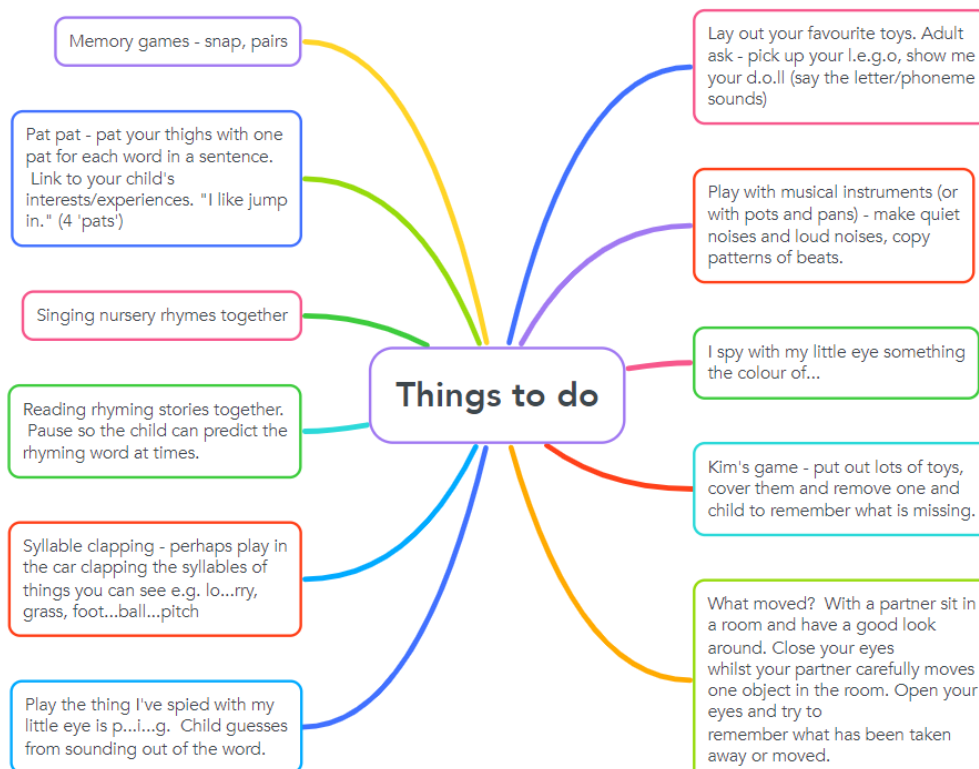 Things to do
Memory games - snap, pairs
Pat pat - pat your thighs with one
pat for each word in a sentence.
Link to your child's
interests/experiences. "I like jump
in." (4 'pats')
Singing nursery rhymes together
Reading rhyming stories together.
Pause so the child can predict the
rhyming word at times.
Syllable clapping - perhaps play in
the car clapping the syllables of
things you can see e.g. lo...rry,
grass, foot...ball...pitch
Play the thing I've spied with my
little eye is p...i...g. Child guesses
from sounding out of the word.
Lay out your favourite toys. Adult
ask - pick up your l.e.g.o, show me
your d.o.ll (say the letter/phoneme
sounds)
Play with musical instruments (or
with pots and pans) - make quiet
noises and loud noises, copy
patterns of beats.
I spy with my little eye something
the colour of...
Kim's game - put out lots of toys,
cover them and remove one and
child to remember what is missing.
What moved? With a partner sit in
a room and have a good look
around. Close your eyes
whilst your partner carefully moves
one object in the room. Open your
eyes and try to
remember what has been taken
away or moved.